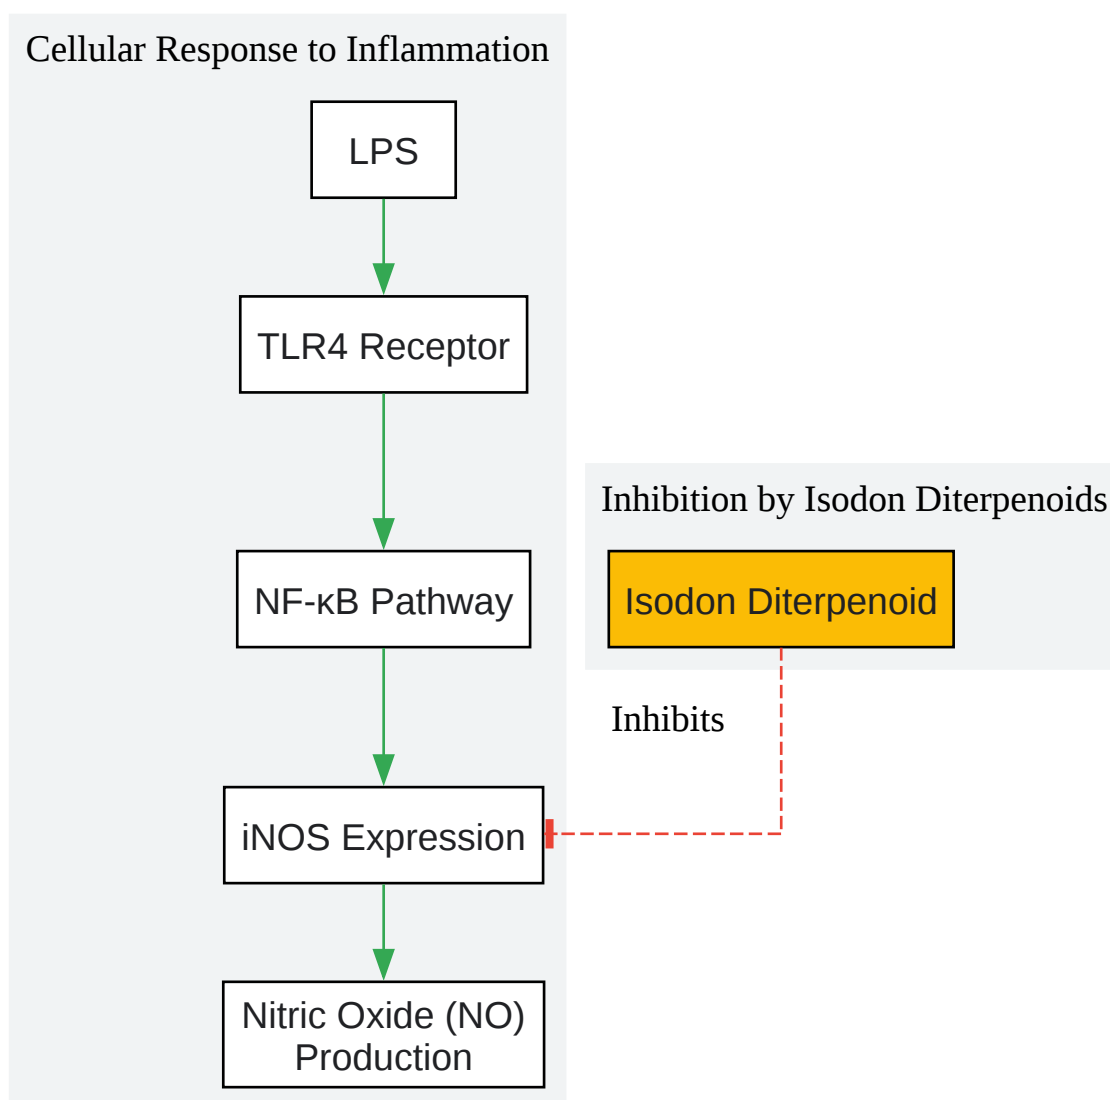 Cellular Response to Inflammation
LPS
TLR4 Receptor
NF-κB Pathway
Inhibition by Isodon Diterpenoids
Isodon Diterpenoid
Inhibits
iNOS Expression
Nitric Oxide (NO)
Production